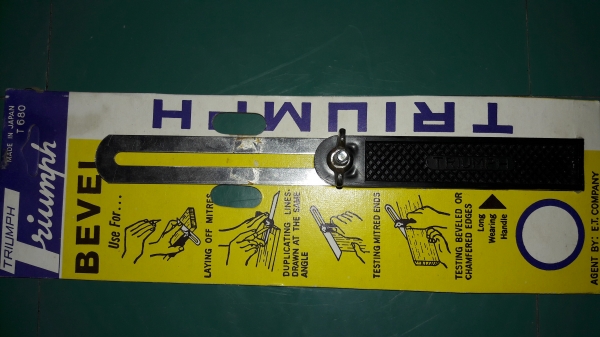 MADE IN JAPAN
T 680
TRIUMPH
Triumph
TRIUMPH
BEVEL
Use For...
LAYING OFF MITRES
DUPLICATING LINES-
DRAWN AT THE SAME
ANGLE
TESTING MITRED ENDS
TESTING BEVELED OR
CHAMFERED EDGES
Long
Wearing
Handle
AGENT BY: E.T. COMPANY